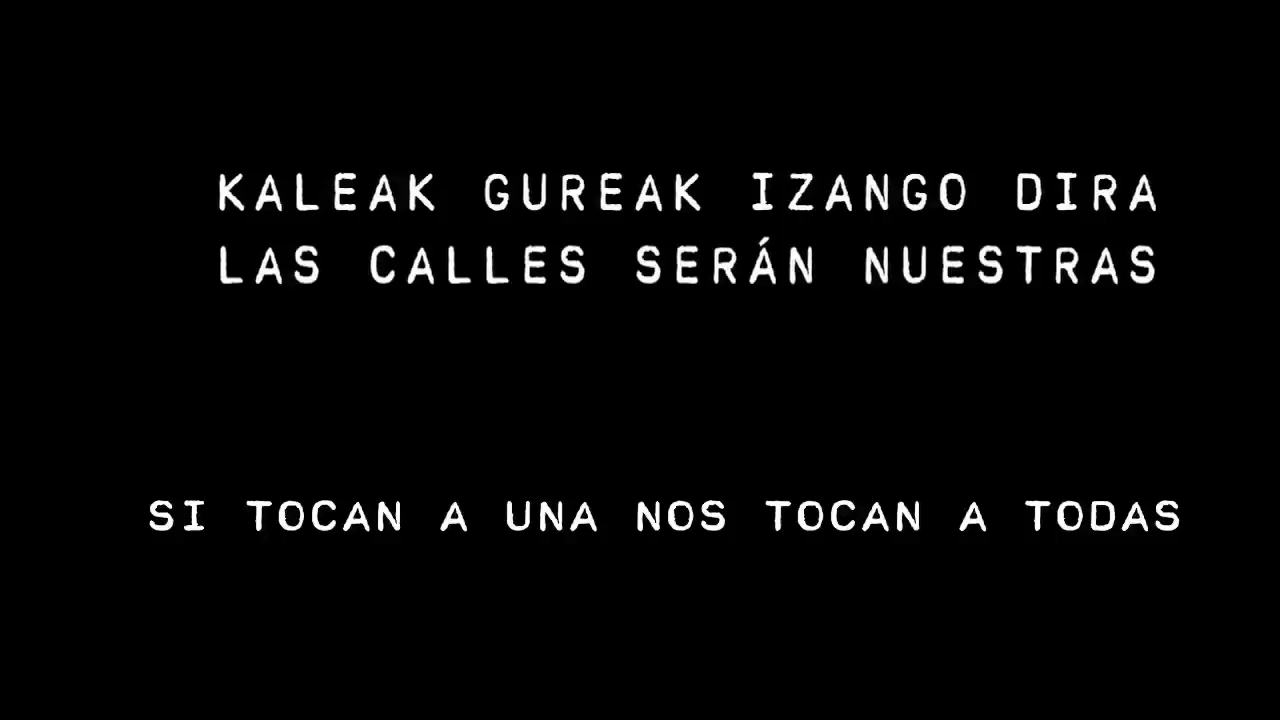 KALEAK GUREAK IZANGO DIRA
LAS CALLES SERÁN NUESTRAS
SI TOCAN A UNA NOS TOCAN A TODAS